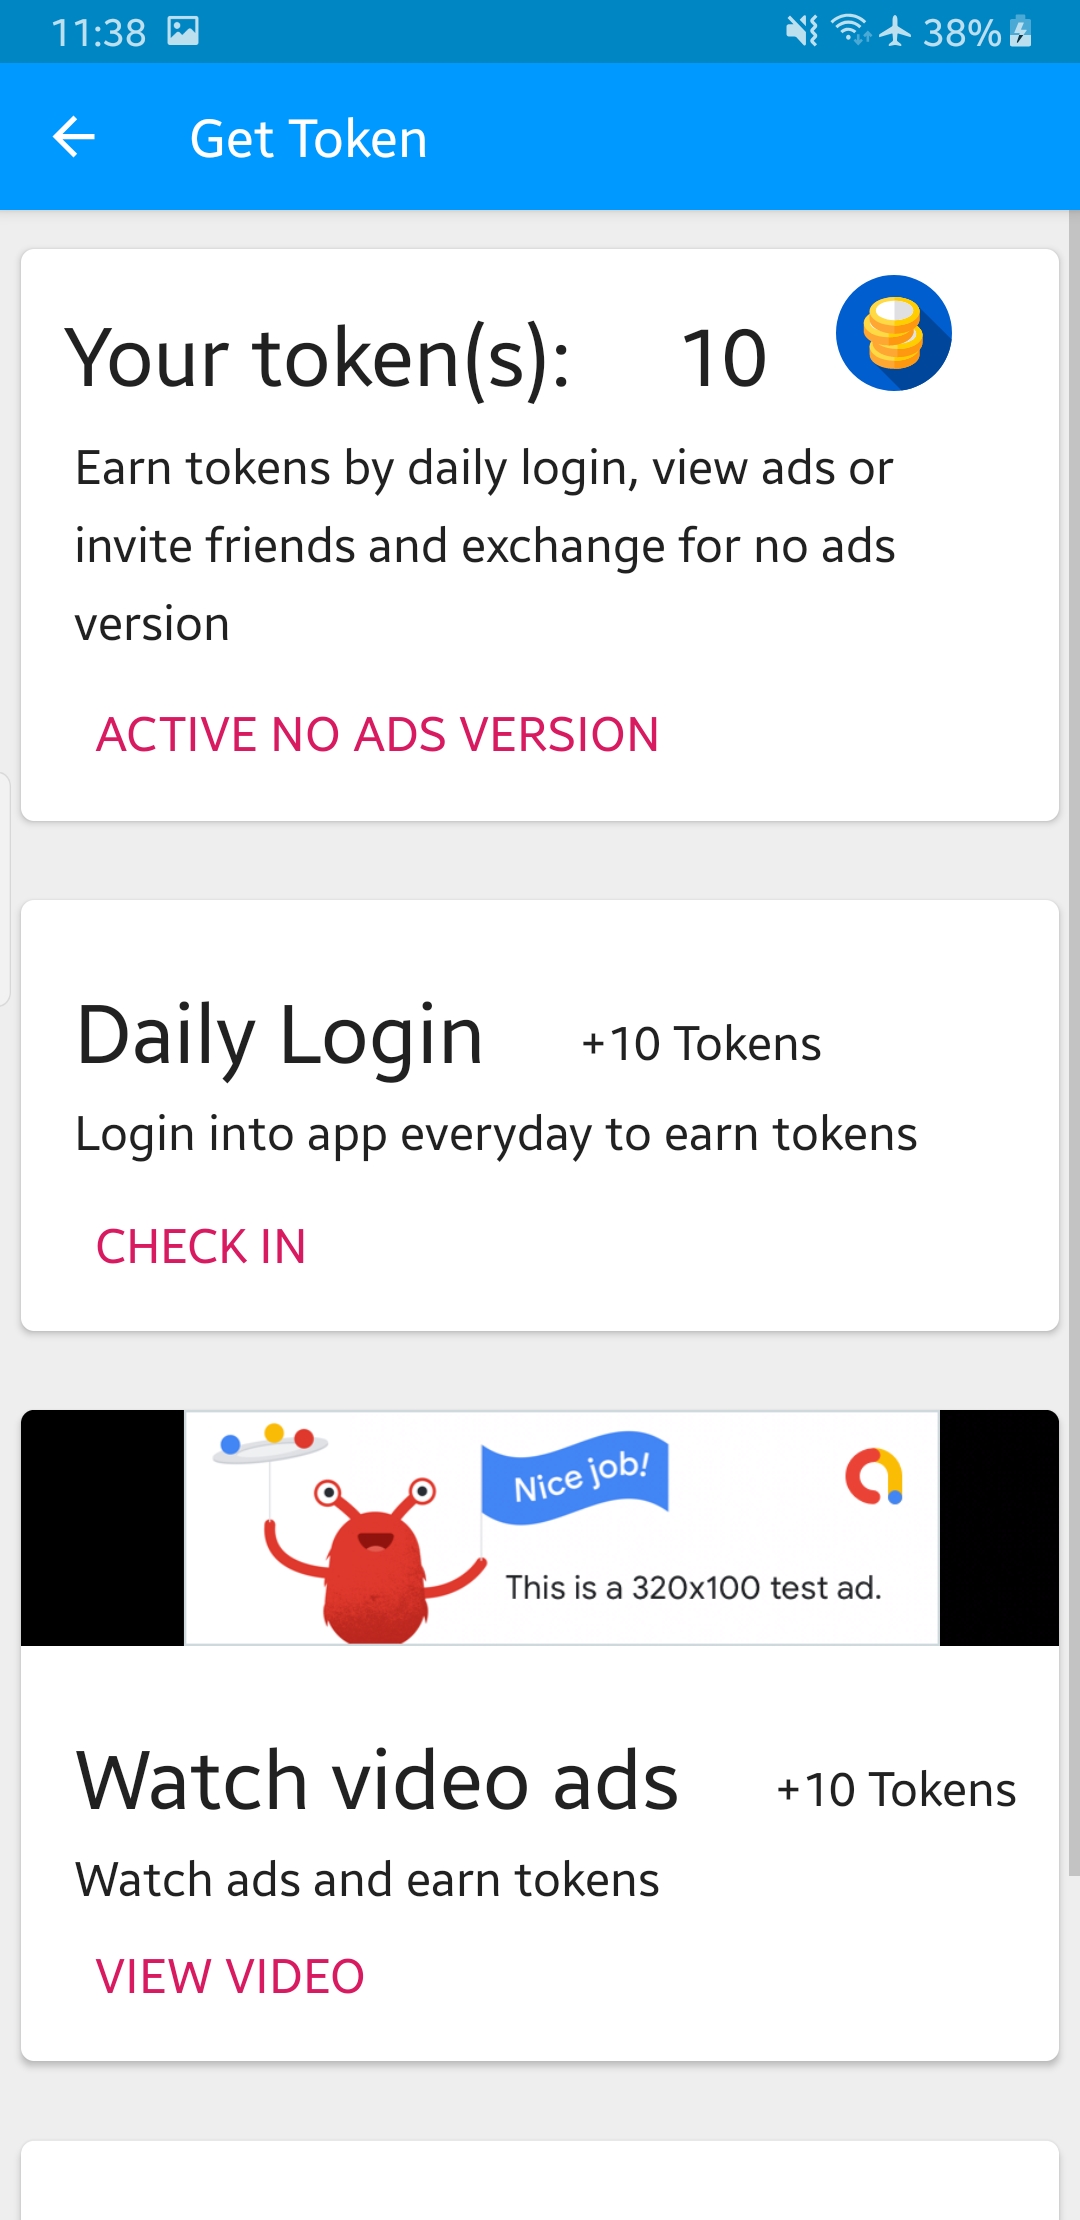 11:38
38%
Get Token
Your token(s): 10
Earn tokens by daily login, view ads or
invite friends and exchange for no ads
version
ACTIVE NO ADS VERSION
Daily Login +10 Tokens
Login into app everyday to earn tokens
CHECK IN
Nice job!
This is a 320x100 test ad.
Watch video ads +10 Tokens
Watch ads and earn tokens
VIEW VIDEO